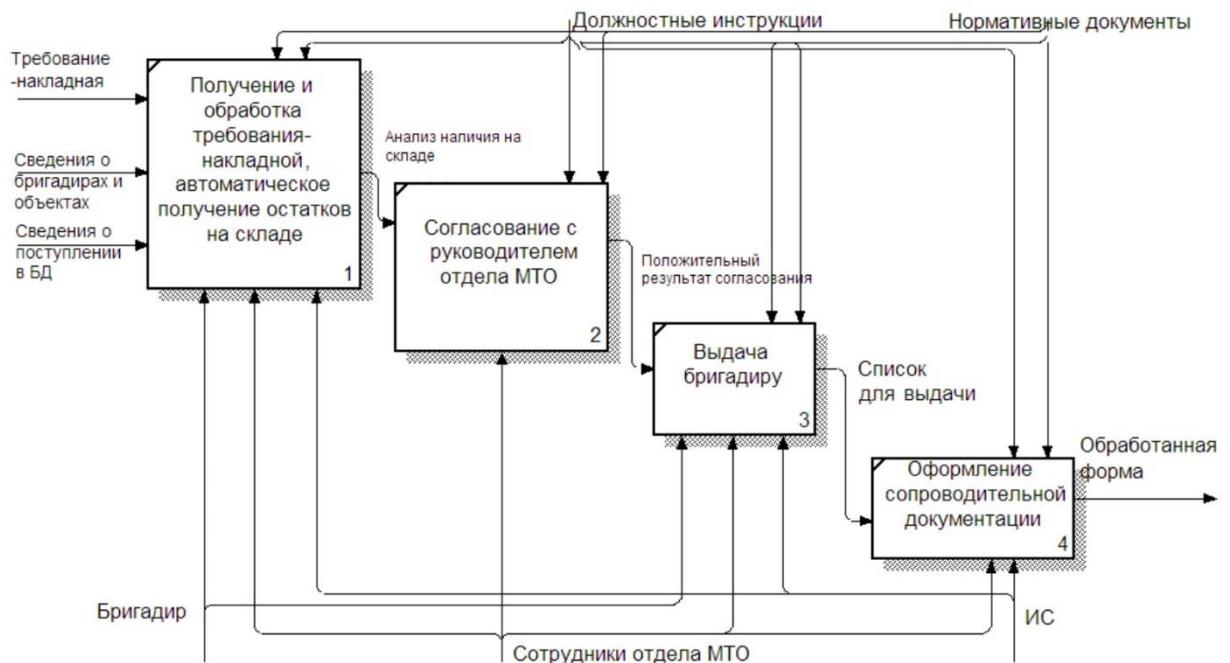 Должностные инструкции
Нормативные документы
Требование
-накладная
Сведения о
бригадирах и
объектах
Сведения о
поступлении
в БД
Получение и
обработка
требования-
накладной,
автоматическое
получение остатков
на складе
1
Анализ наличия на
складе
Согласование с
руководителем
отдела МТО
2
Положительный
результат согласования
Выдача
бригадиру
3
Список
для выдачи
Оформление
сопроводительной
документации
4
Обработанная
форма
Бригадир
ИС
Сотрудники отдела МТО